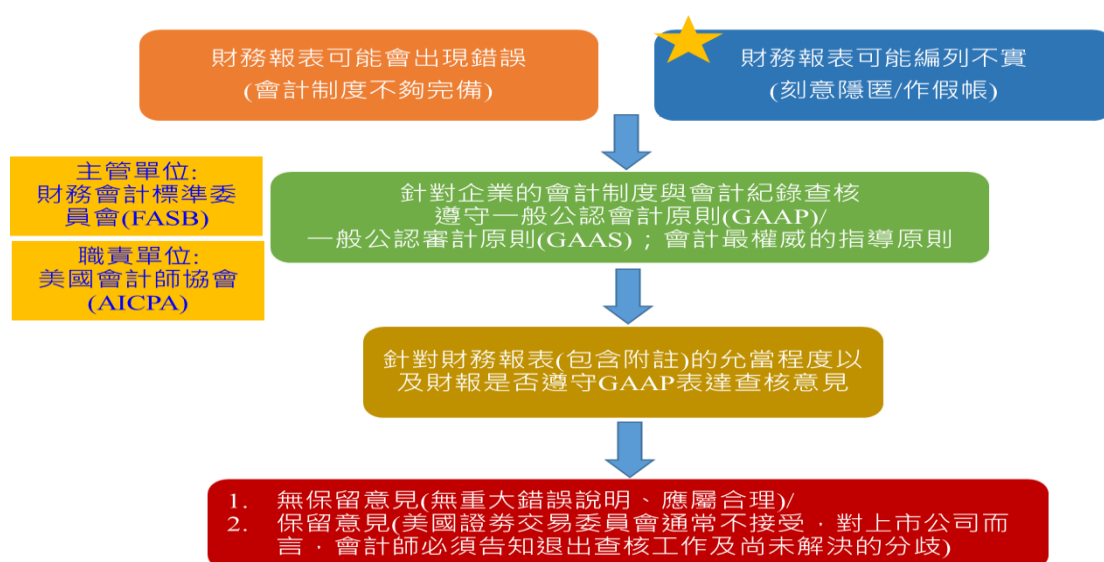 財務報表可能會出現錯誤
(會計制度不夠完備)
財務報表可能編列不實
(刻意隱匿/作假帳)
主管單位:
財務會計標準委
員會(FASB)
職責單位:
美國會計師協會
(AICPA)
針對企業的會計制度與會計紀錄查核
遵守一般公認會計原則(GAAP)/
一般公認審計原則(GAAS)；會計最權威的指導原則
針對財務報表(包含附註)的允當程度以
及財報是否遵守GAAP表達查核意見
1. 無保留意見(無重大錯誤說明、應屬合理)/
2. 保留意見(美國證券交易委員會通常不接受，對上市公司而
言，會計師必須告知退出查核工作及尚未解決的分歧)